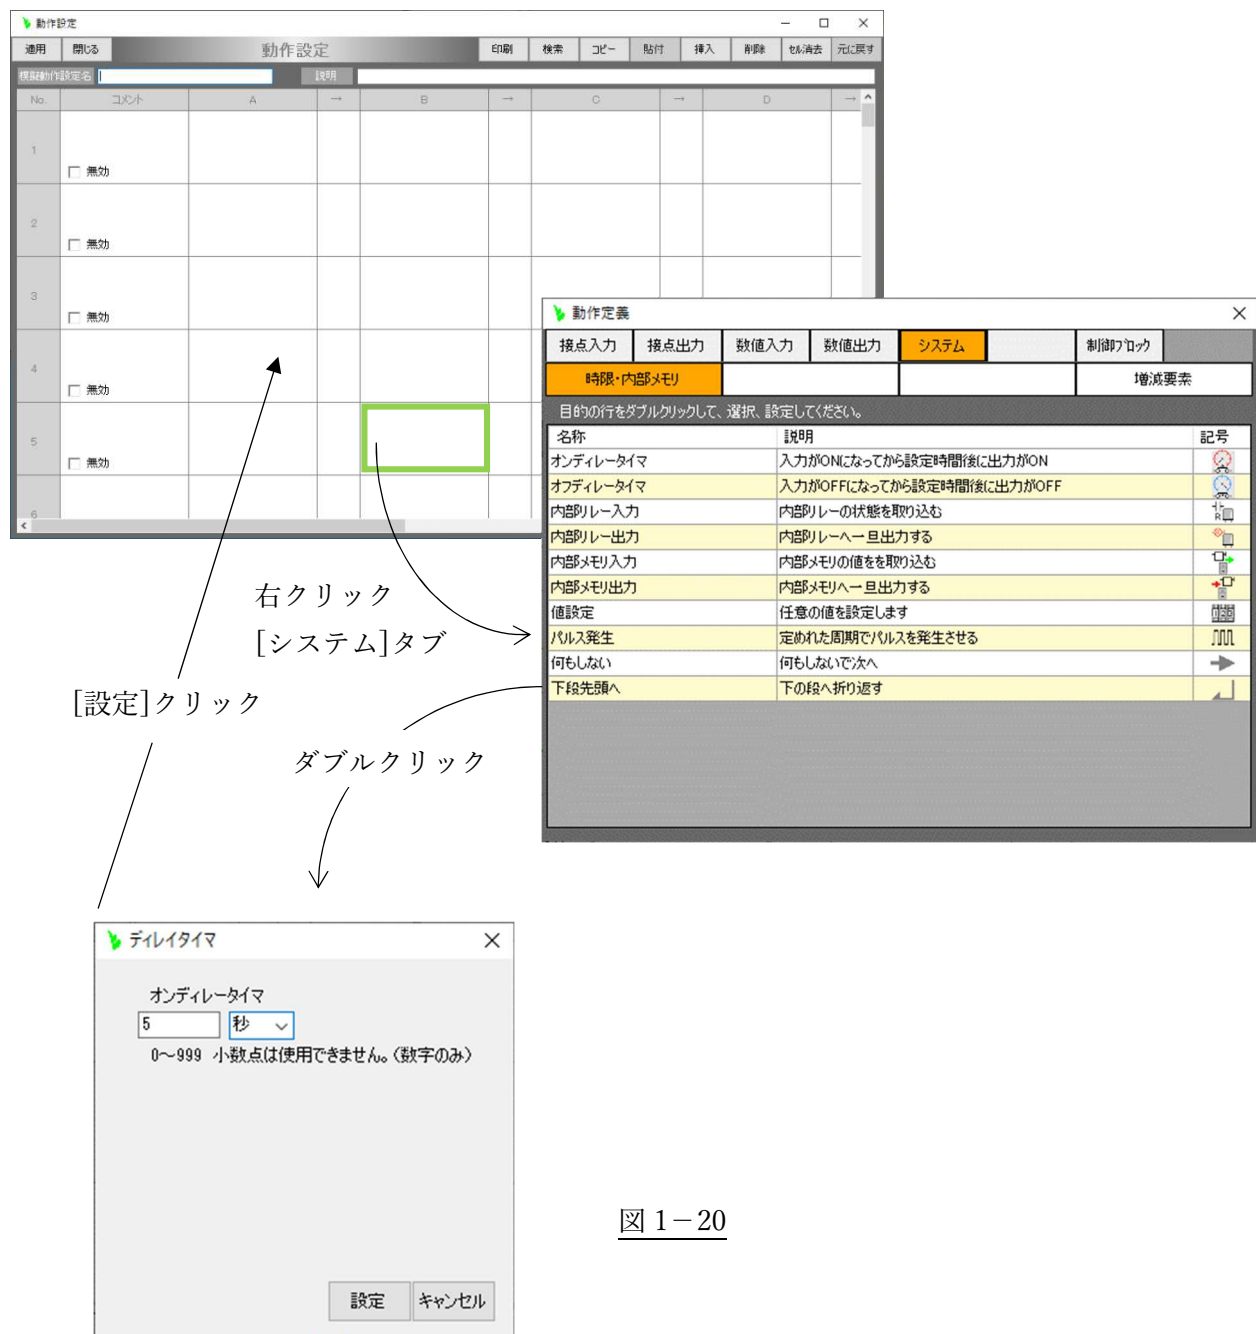 動作設定
適用 閉じる 動作設定 印刷 検索 コピー 貼付 挿入 削除 セル消去 元に戻す
模擬動作設定名 説明
No. コメント A → B → C → D →
1
無効
2
無効
3
無効
4
無効
5
無効
6
動作定義
接点入力 接点出力 数値入力 数値出力 システム 制御ブロック
時限・内部メモリ 増減要素
目的の行をダブルクリックして、選択、設定してください。
名称 説明 記号
オンディレータイマ 入力がONになってから設定時間後に出力がON
オフディレータイマ 入力がOFFになってから設定時間後に出力がOFF
内部リレー入力 内部リレーの状態を取り込む
内部リレー出力 内部リレーへ一旦出力する
内部メモリ入力 内部メモリの値をを取り込む
内部メモリ出力 内部メモリへ一旦出力する
値設定 任意の値を設定します
パルス発生 定めれた周期でパルスを発生させる
何もしない 何もしないで次へ
下段先頭へ 下の段へ折り返す
右クリック
[システム]タブ
[設定]クリック
ダブルクリック
ディレイタイマ
オンディレータイマ
5 秒
0～999 小数点は使用できません。(数字のみ)
設定 キャンセル
図 1－20